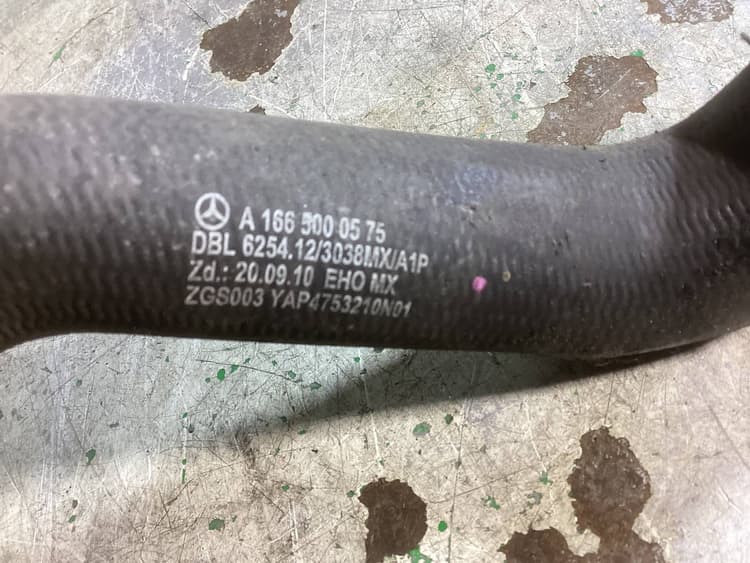 A 166 500 05 75
DBL 6254.12/3038MX/A1P
Zd.: 20.09.10 EHO MX
ZGS003 YAP4753210N01